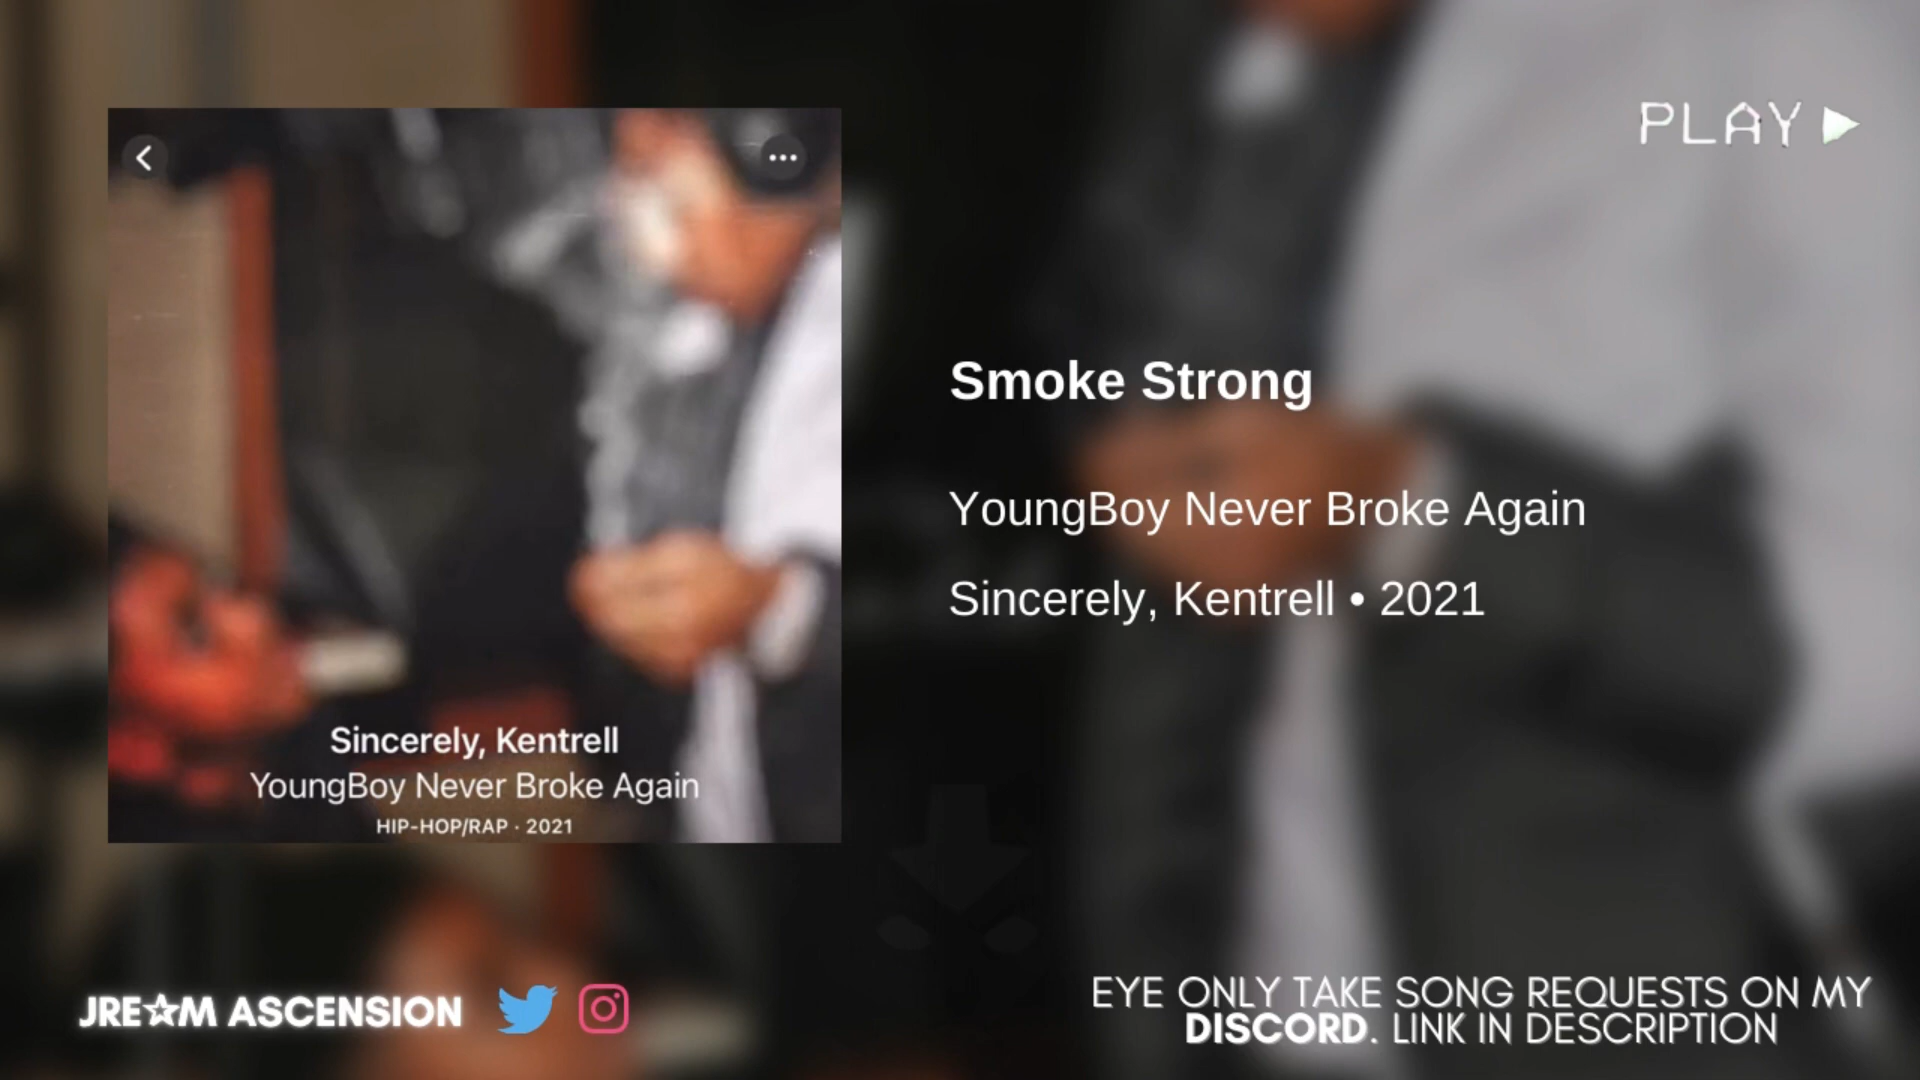 PLAY
Smoke Strong
YoungBoy Never Broke Again
Sincerely, Kentrell • 2021
Sincerely, Kentrell
YoungBoy Never Broke Again
HIP-HOP/RAP · 2021
JRE☆M ASCENSION
EYE ONLY TAKE SONG REQUESTS ON MY
DISCORD. LINK IN DESCRIPTION